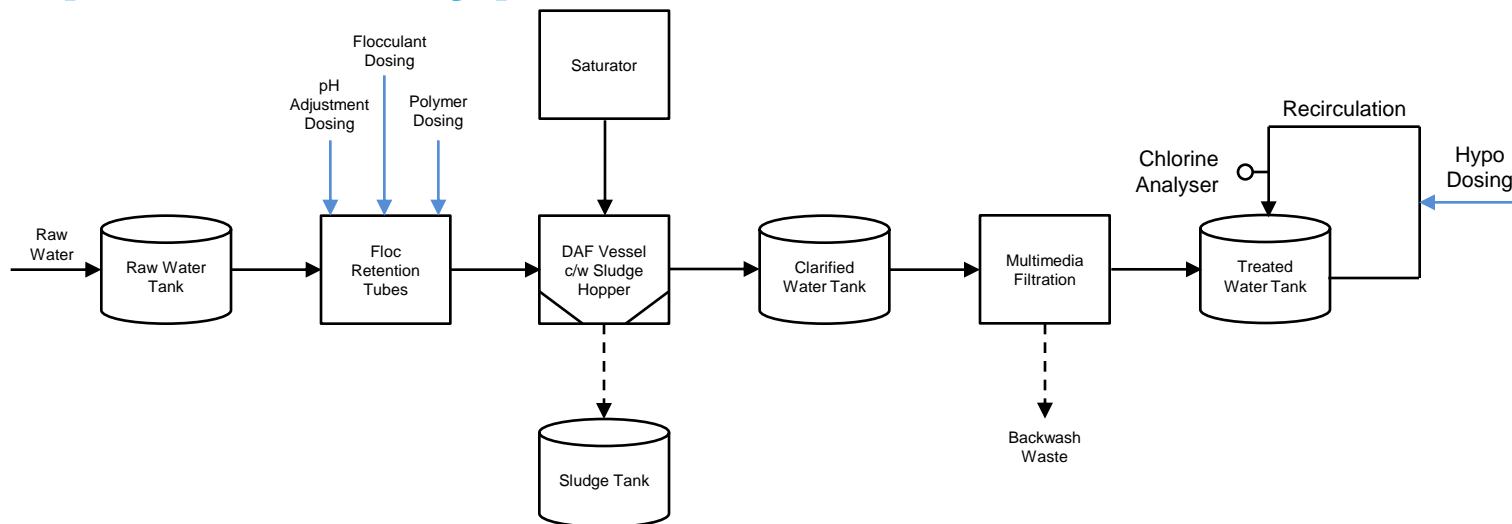 Flocculant
Dosing
pH
Adjustment
Dosing
Polymer
Dosing
Saturator
Recirculation
Chlorine
Analyser
Hypo
Dosing
Raw
Water
Raw Water
Tank
Floc
Retention
Tubes
DAF Vessel
c/w Sludge
Hopper
Clarified
Water Tank
Multimedia
Filtration
Treated
Water Tank
Sludge Tank
Backwash
Waste